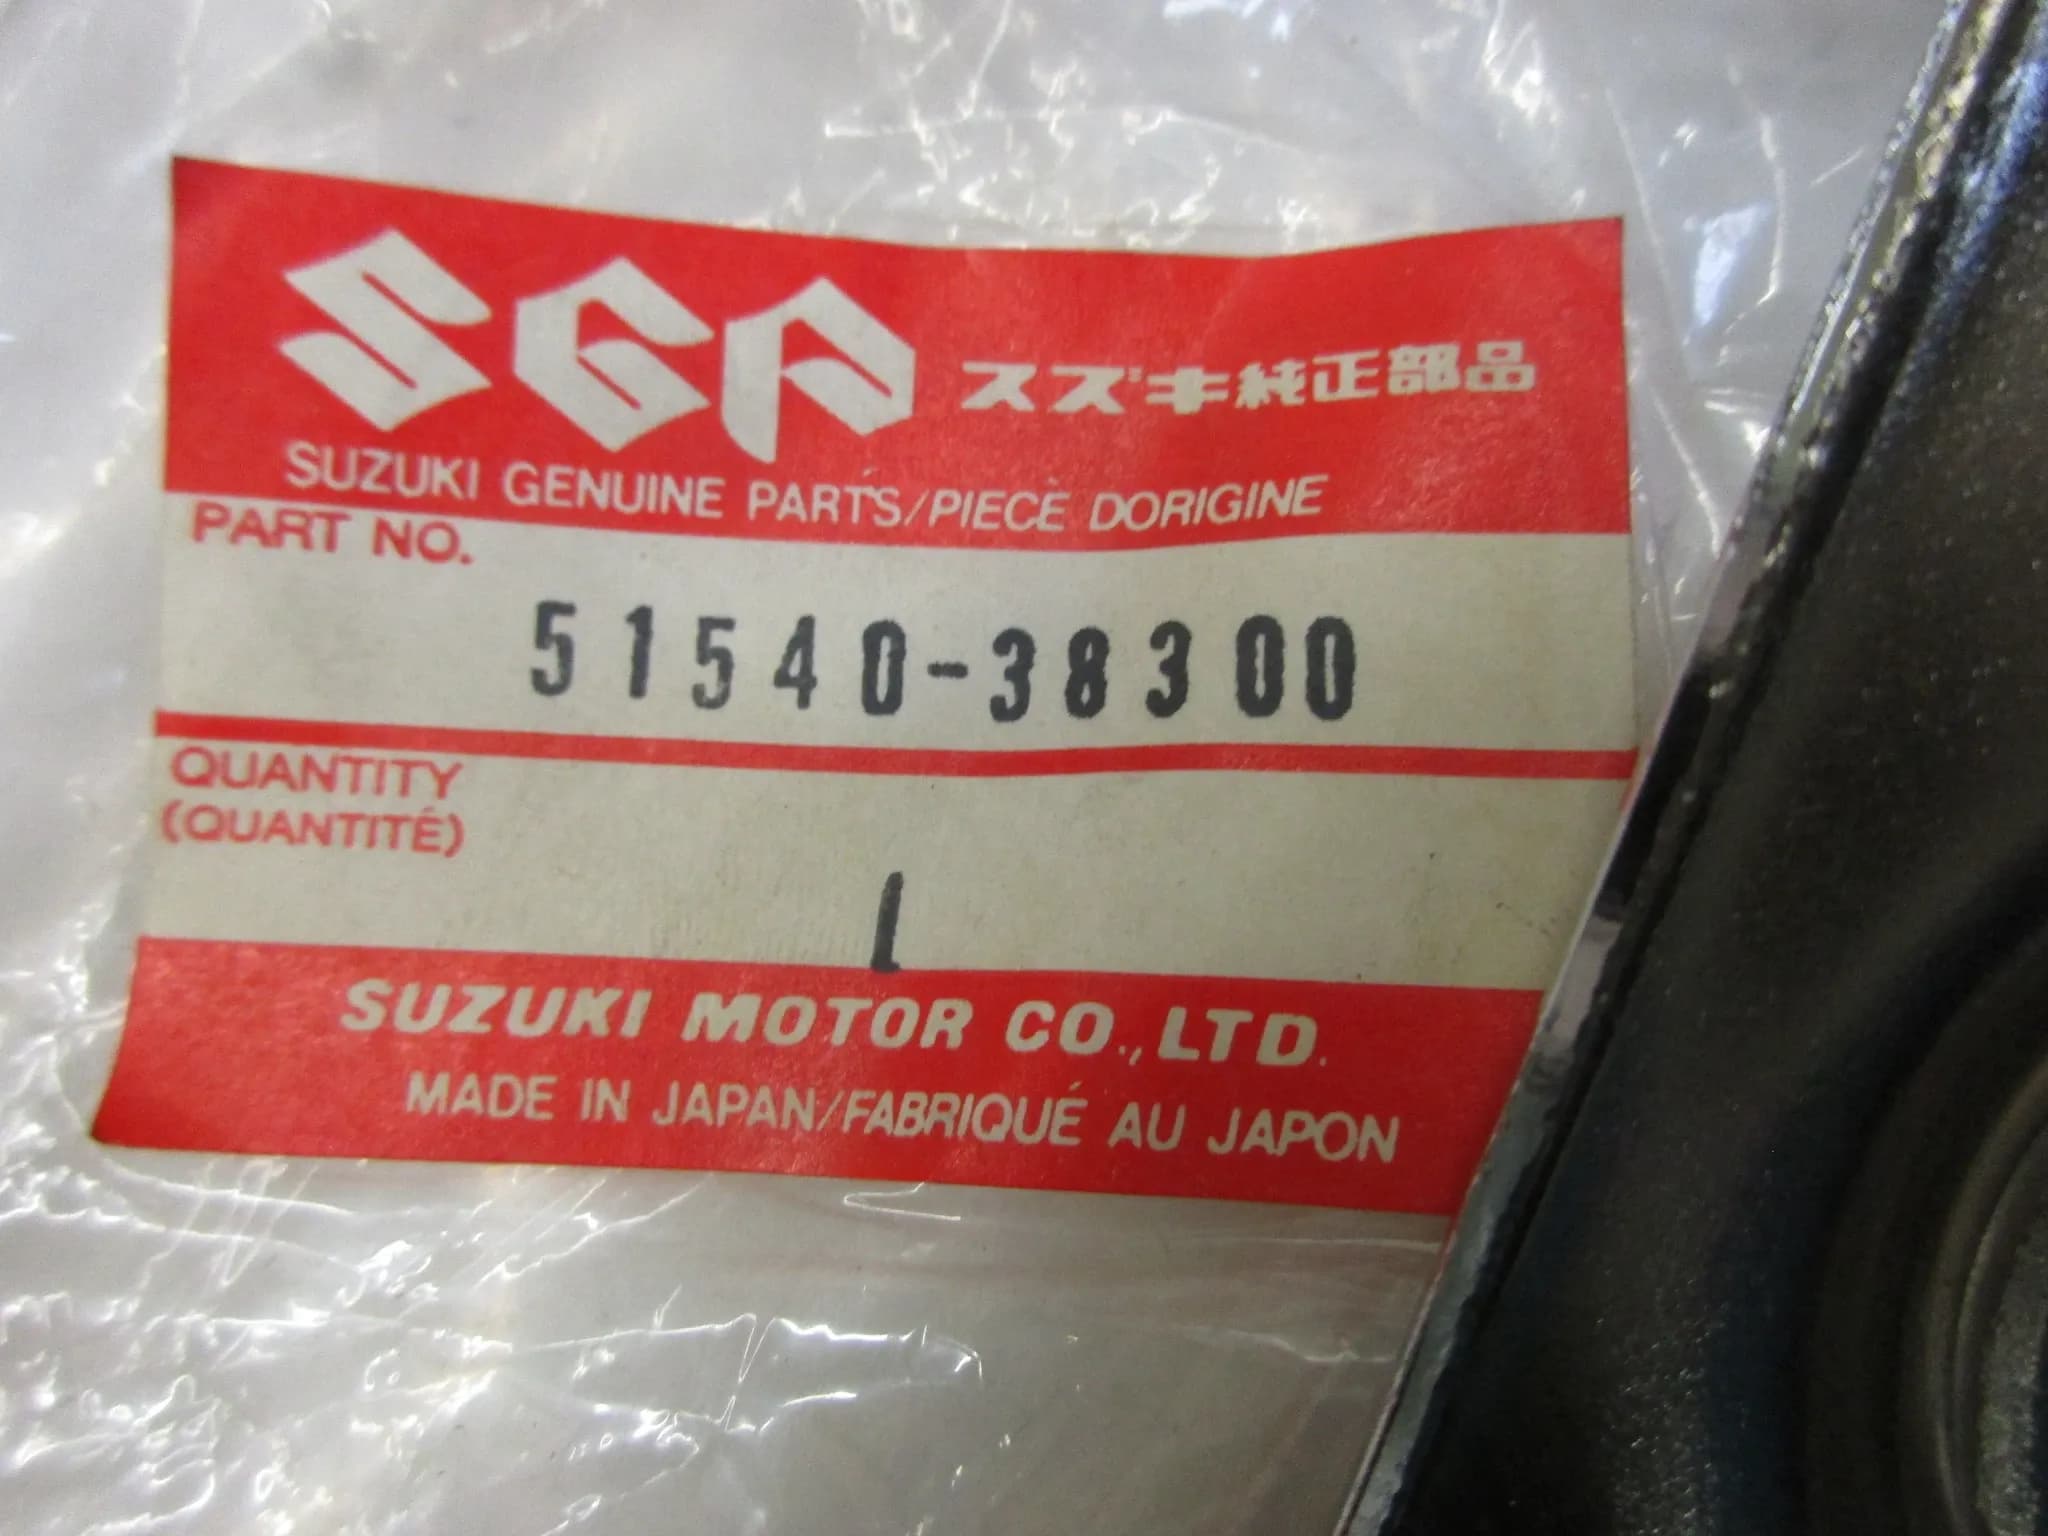 SGP スズキ純正部品
SUZUKI GENUINE PARTS/PIECE DORIGINE
PART NO.
51540-38300
QUANTITY
(QUANTITÉ)
1
SUZUKI MOTOR CO.,LTD.
MADE IN JAPAN/FABRIQUÉ AU JAPON